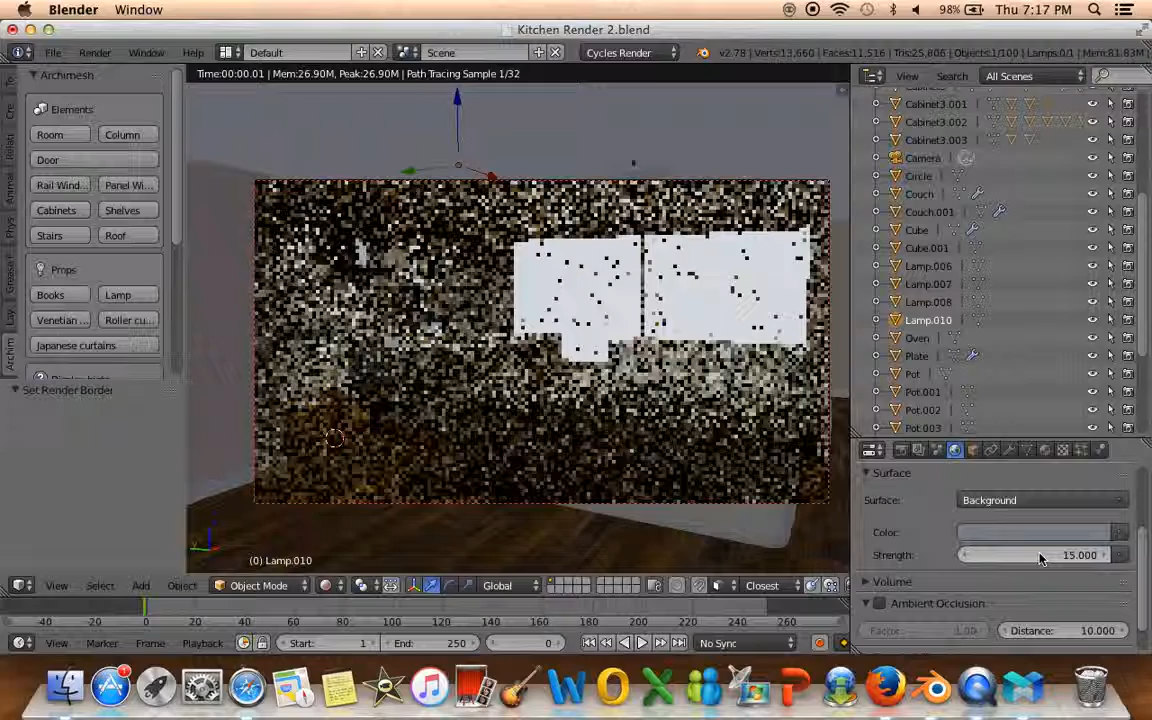 Blender Window 98% Thu 7:17 PM
Kitchen Render 2.blend
File Render Window Help Default Scene Cycles Render v2.78 | Verts:13,660 | Faces:11,516 | Tris:25,806 | Objects:1/100 | Lamps:0/1 | Mem:81.83M
Archimesh
Elements
Room Column
Door
Rail Wind... Panel Wi...
Cabinets Shelves
Stairs Roof
Props
Books Lamp
Venetian ... Roller cu...
Japanese curtains
Set Render Border
Relati
Time:00:00.01 | Mem:26.90M, Peak:26.90M | Path Tracing Sample 1/32
(0) Lamp.010
View Search All Scenes
Cabinet3.001
Cabinet3.002
Cabinet3.003
Camera
Circle
Couch
Couch.001
Cube
Cube.001
Lamp.006
Lamp.007
Lamp.008
Lamp.010
Oven
Plate
Pot
Pot.001
Pot.002
Pot.003
Surface
Surface: Background
Color:
Strength: 15.000
Volume
Ambient Occlusion
Factor: 1.00 Distance: 10.000
View Select Add Object Object Mode Global Closest
-40 -20 0 20 40 60 80 100 120 140 160 180 200 220 240 260
View Marker Frame Playback Start: 1 End: 250 0 No Sync